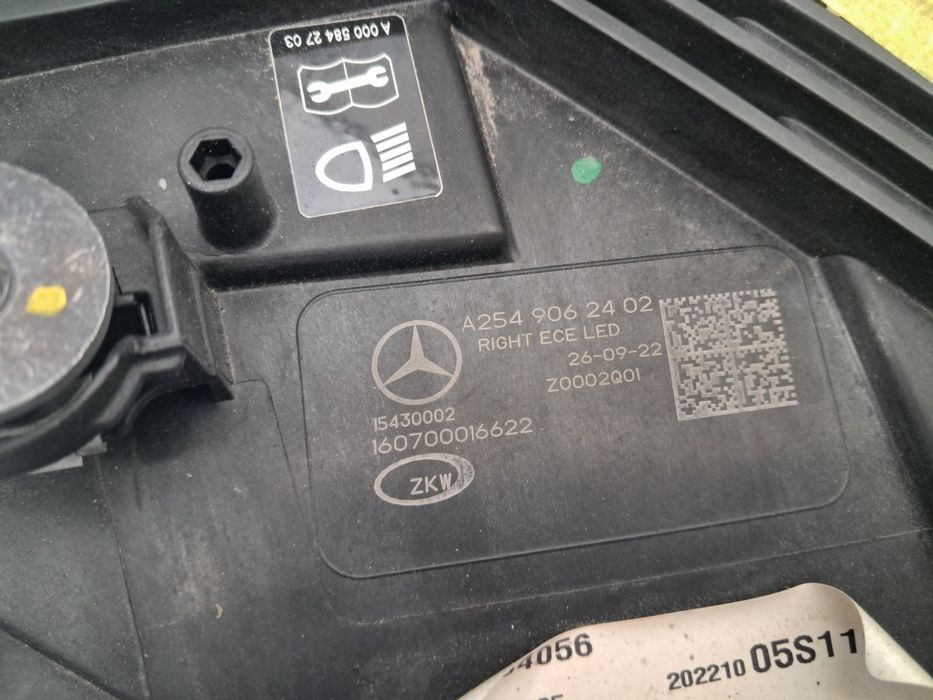 A 000 584 27 03
A254 906 24 02
RIGHT ECE LED
26-09-22
Z0002Q01
15430002
160700016622
ZKW
4056
202210 05S11